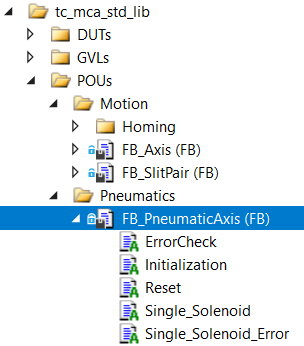 tc_mca_std_lib
DUTs
GVLs
POUs
Motion
Homing
FB_Axis (FB)
FB_SlitPair (FB)
Pneumatics
FB_PneumaticAxis (FB)
ErrorCheck
Initialization
Reset
Single_Solenoid
Single_Solenoid_Error